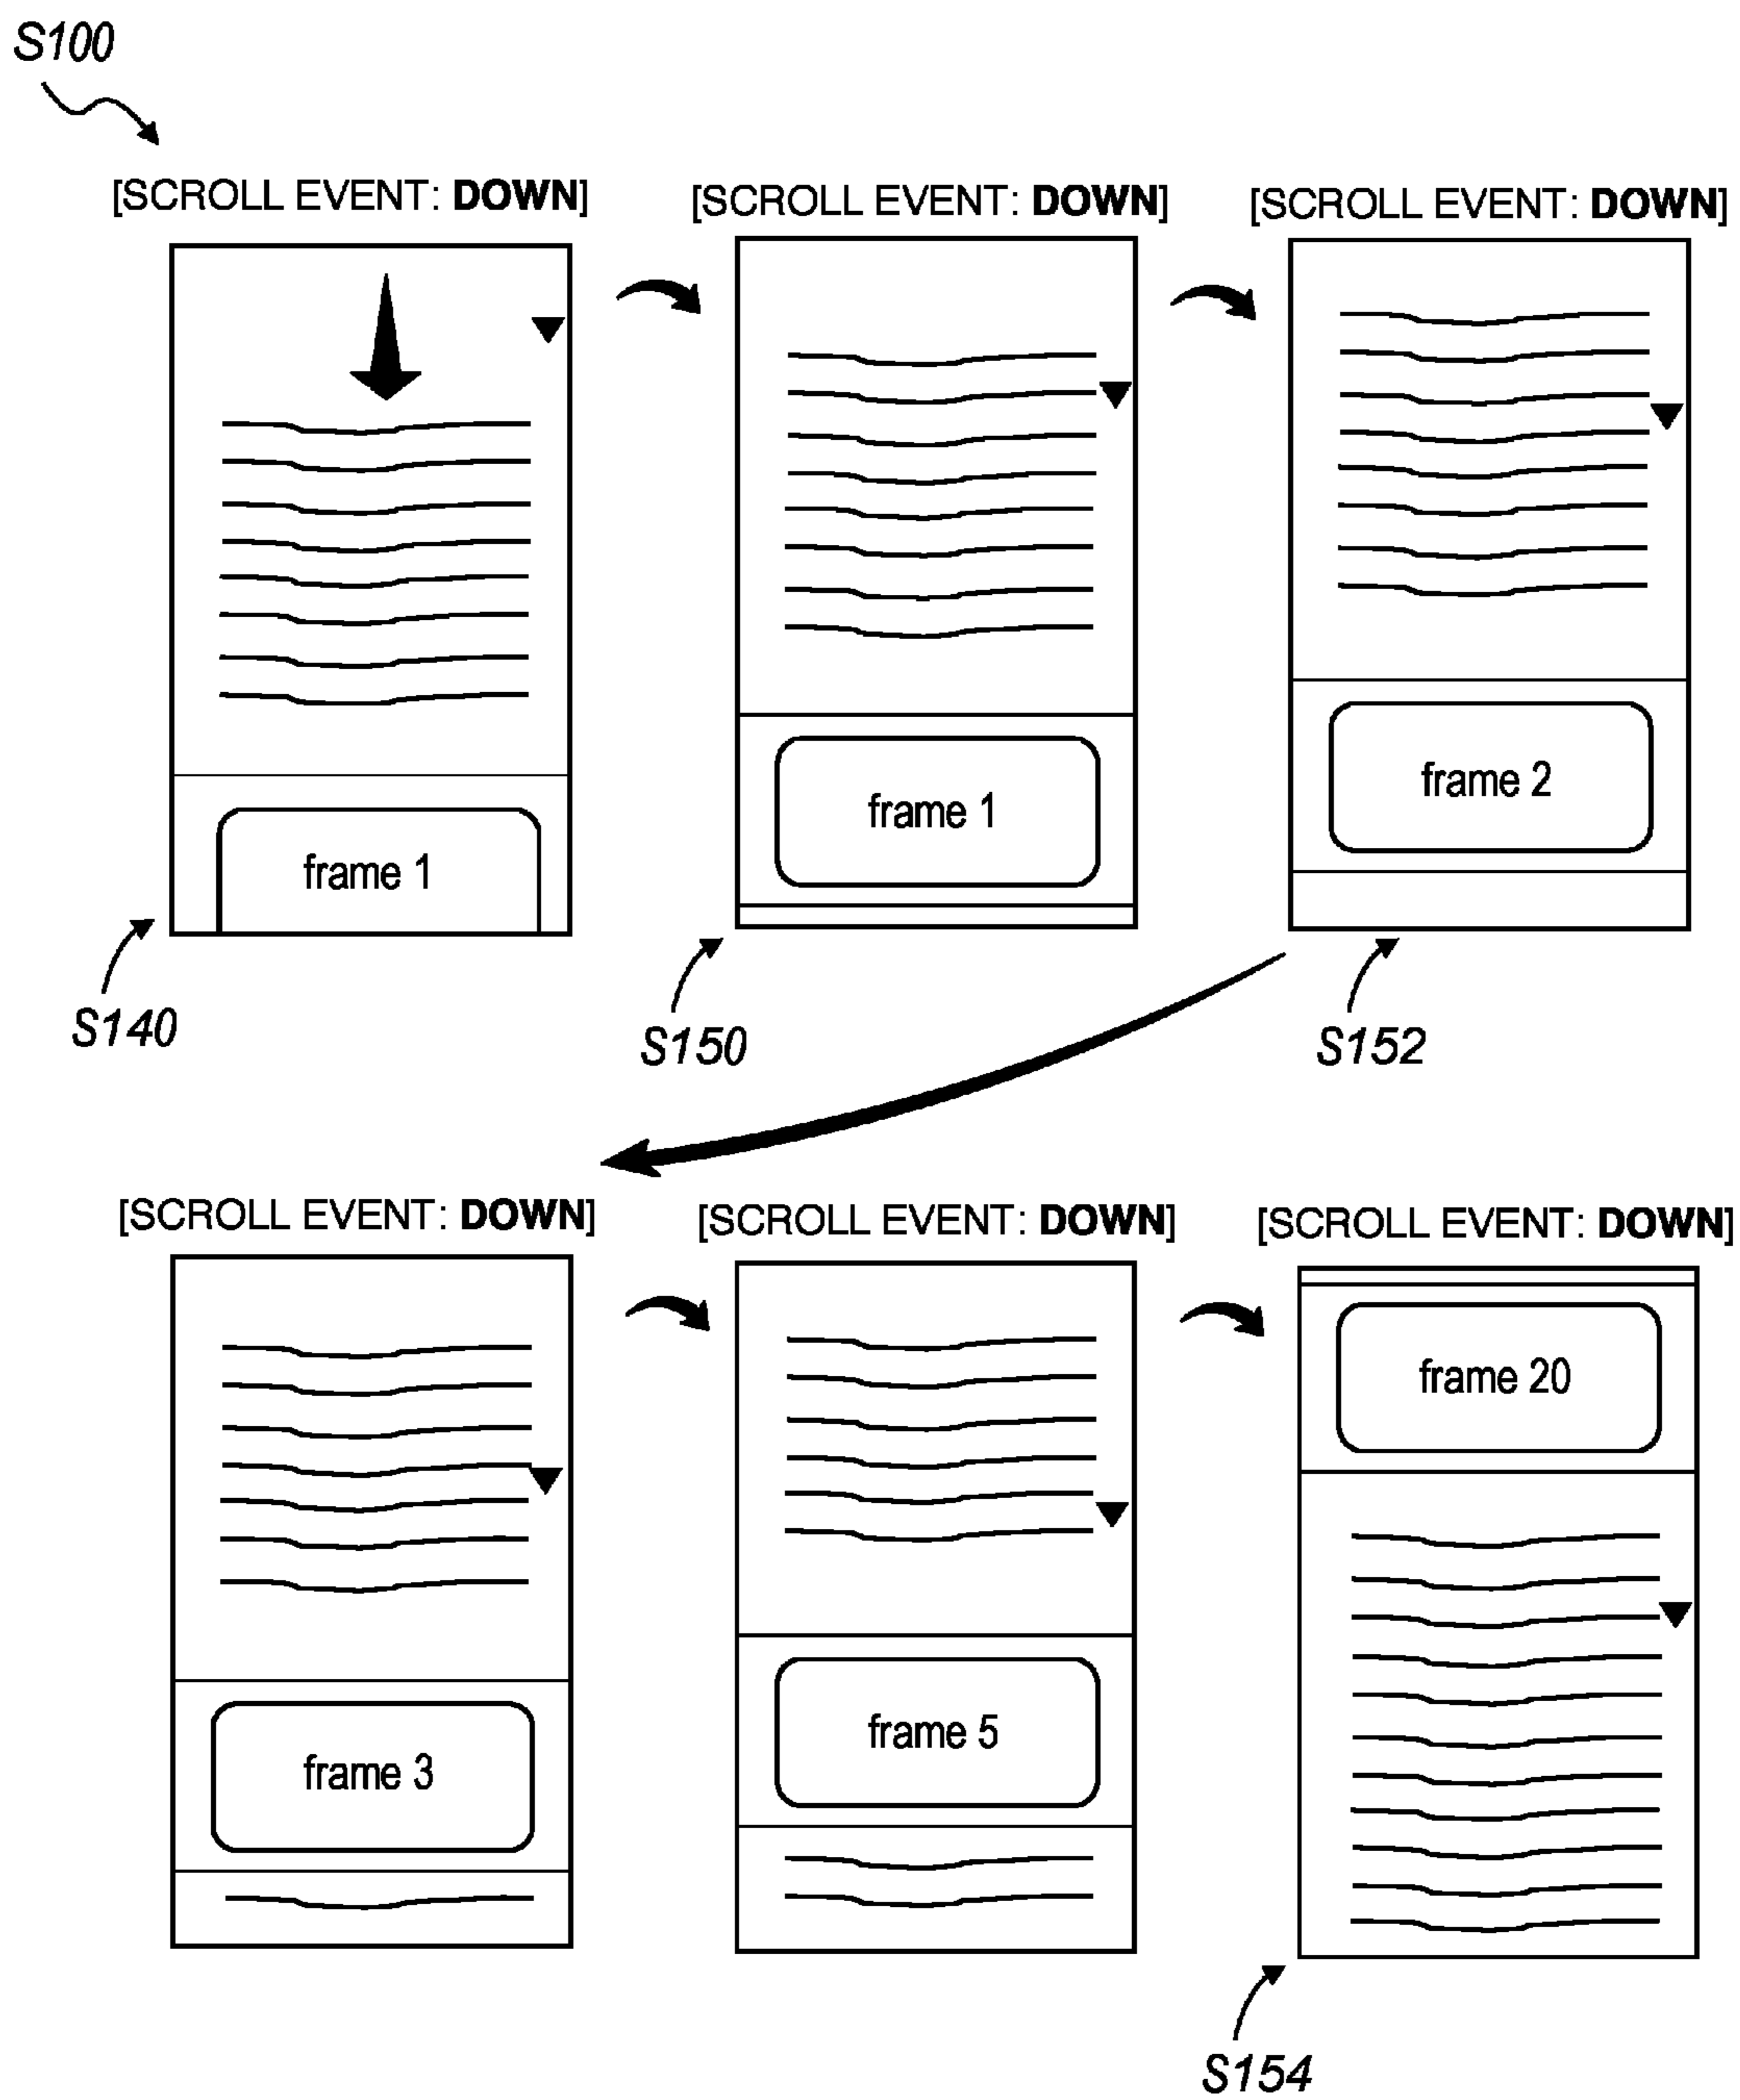 S100
[SCROLL EVENT: DOWN]
[SCROLL EVENT: DOWN]
[SCROLL EVENT: DOWN]
frame 1
frame 1
frame 2
S140
S150
S152
[SCROLL EVENT: DOWN]
[SCROLL EVENT: DOWN]
[SCROLL EVENT: DOWN]
frame 3
frame 5
frame 20
S154